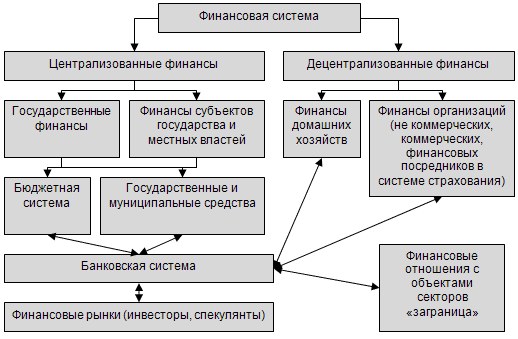 Финансовая система
Централизованные финансы
Децентрализованные финансы
Государственные
финансы
Финансы субъектов
государства и
местных властей
Финансы
домашних
хозяйств
Финансы организаций
(не коммерческих,
коммерческих,
финансовых
посредников в
системе страхования)
Бюджетная
система
Государственные и
муниципальные средства
Банковская система
Финансовые
отношения с
объектами
секторов
«заграница»
Финансовые рынки (инвесторы, спекулянты)